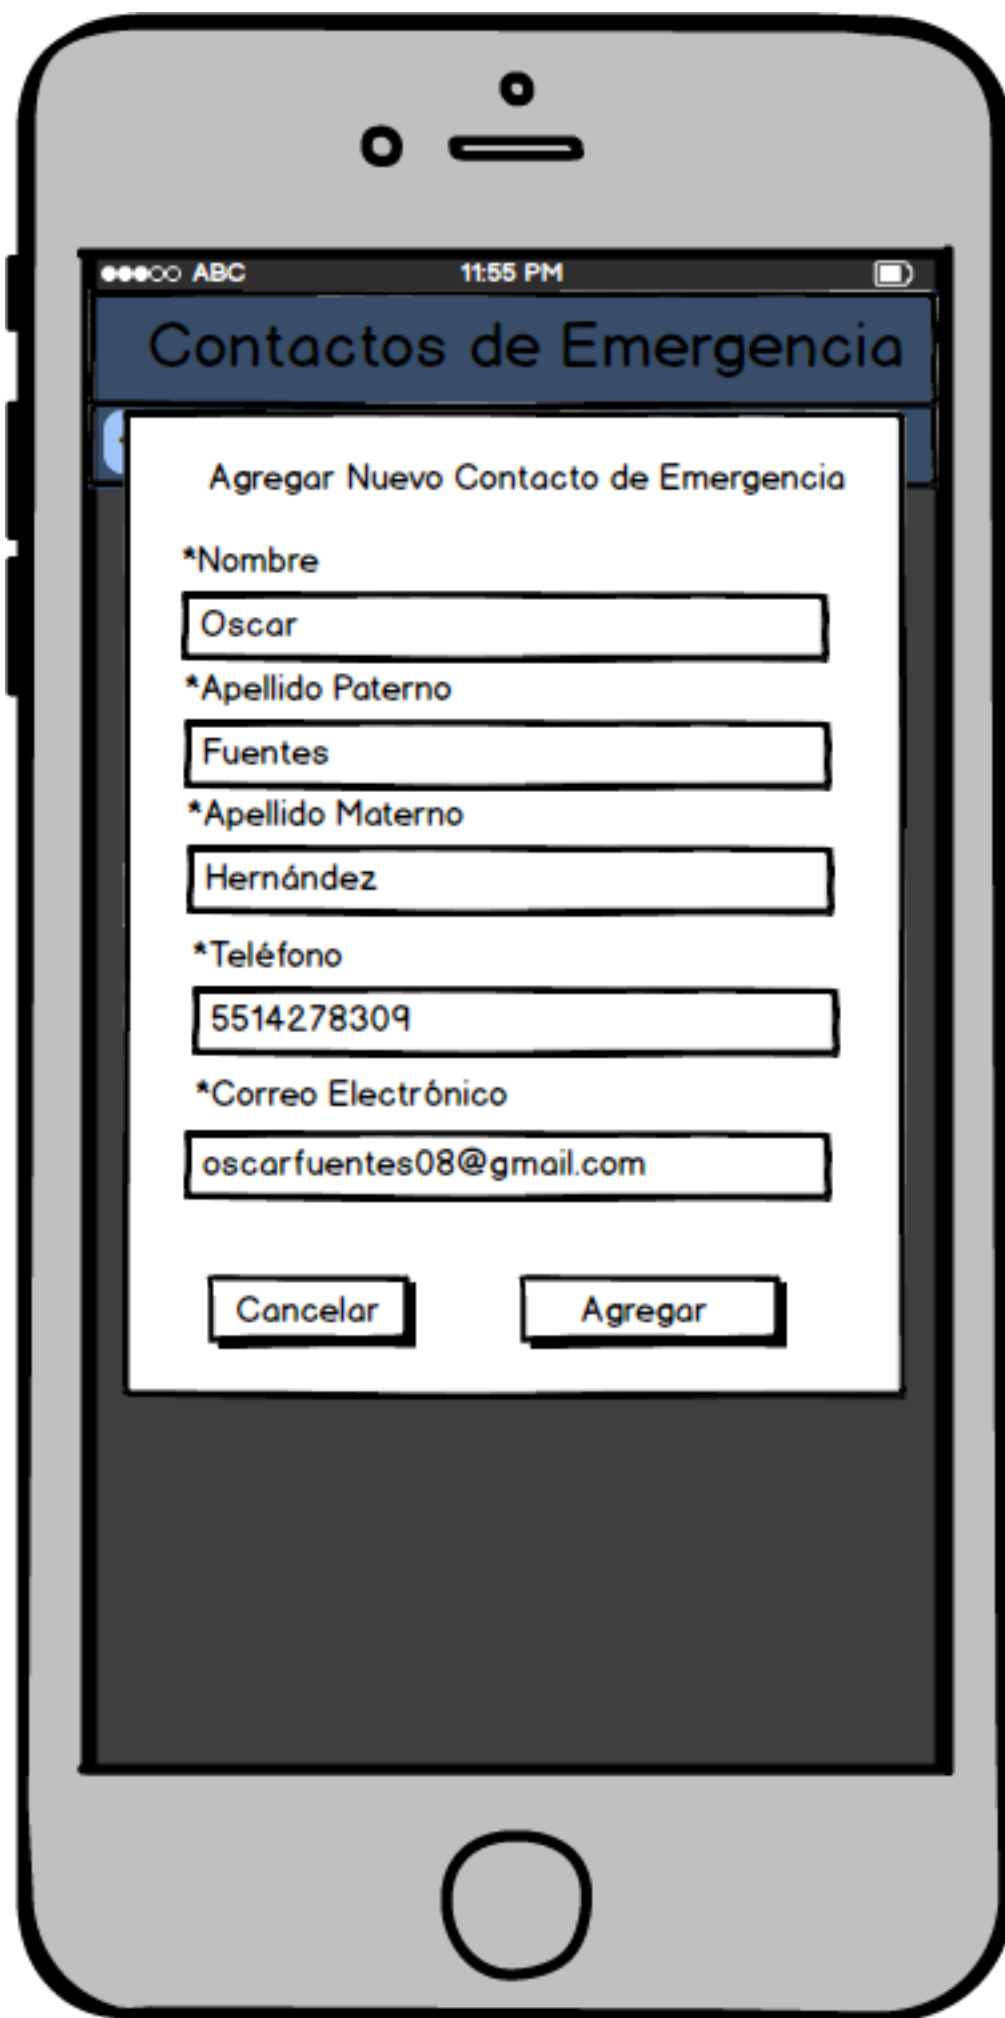 ABC 11:55 PM
Contactos de Emergencia
Agregar Nuevo Contacto de Emergencia
*Nombre
Oscar
*Apellido Paterno
Fuentes
*Apellido Materno
Hernández
*Teléfono
5514278309
*Correo Electrónico
oscarfuentes08@gmail.com
Cancelar Agregar